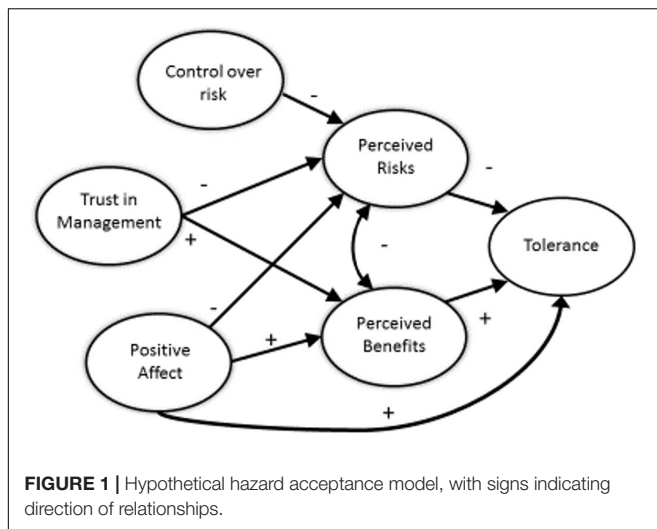 Control over
risk
-
Perceived
Risks
-
-
Trust in
Management
+
-
Tolerance
-
Perceived
Benefits
+
+
Positive
Affect
+
FIGURE 1 | Hypothetical hazard acceptance model, with signs indicating
direction of relationships.